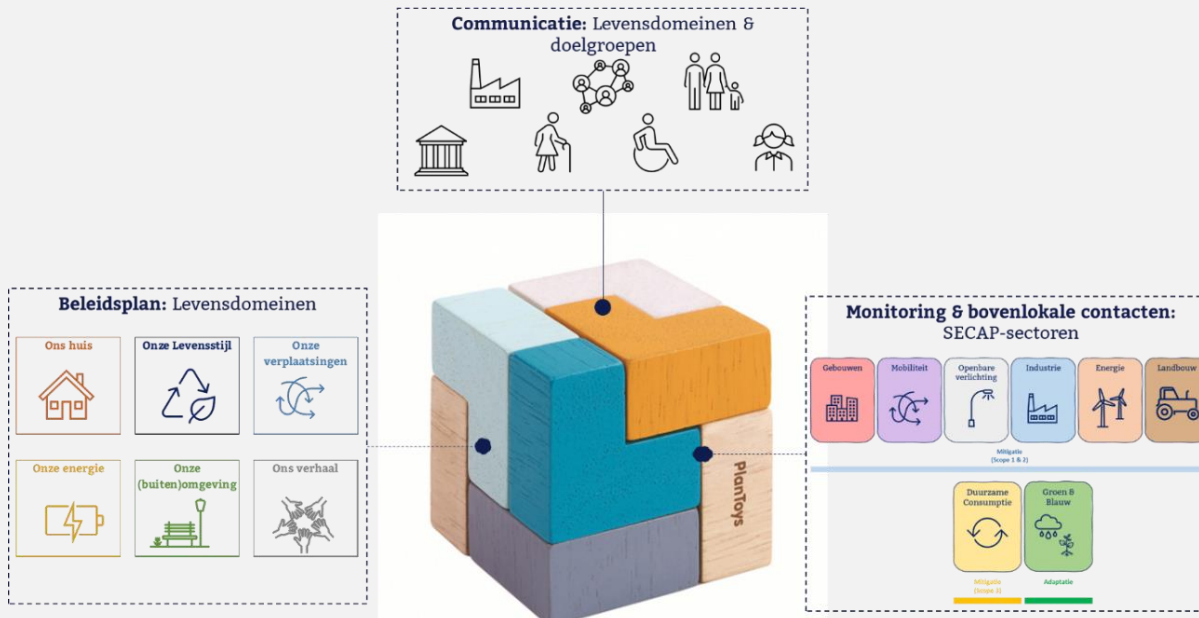 Communicatie: Levensdomeinen &
doelgroepen
Beleidsplan: Levensdomeinen
Ons huis
Onze Levensstijl
Onze
verplaatsingen
Onze energie
Onze
(buiten)omgeving
Ons verhaal
PlanToys
Monitoring & bovenlokale contacten:
SECAP-sectoren
Gebouwen
Mobiliteit
Openbare
verlichting
Industrie
Energie
Landbouw
Mitigatie
(Scope 1 & 2)
Duurzame
Consumptie
Groen &
Blauw
Mitigatie
(Scope 3)
Adaptatie